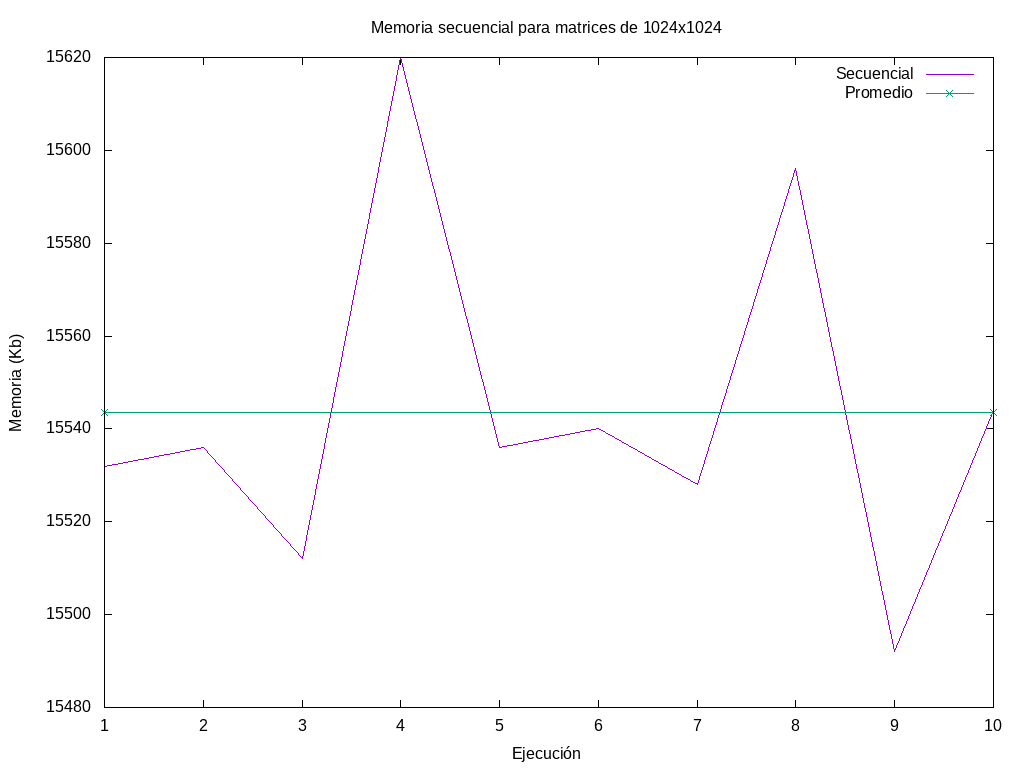 Memoria secuencial para matrices de 1024x1024
Secuencial
Promedio
15620
15600
15580
15560
15540
15520
15500
15480
Memoria (Kb)
1 2 3 4 5 6 7 8 9 10
Ejecución